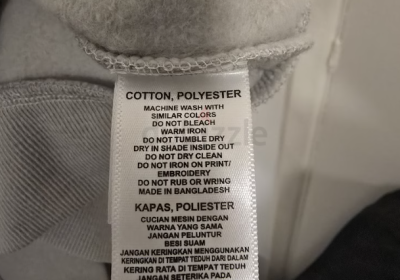 COTTON, POLYESTER
MACHINE WASH WITH
SIMILAR COLORS
DO NOT BLEACH
WARM IRON
DO NOT TUMBLE DRY
DRY IN SHADE INSIDE OUT
DO NOT DRY CLEAN
DO NOT IRON ON PRINT/
EMBROIDERY
DO NOT RUB OR WRING
MADE IN BANGLADESH
KAPAS, POLIESTER
CUCIAN MESIN DENGAN
WARNA YANG SAMA
JANGAN PELUNTUR
BESI SUAM
JANGAN KERINGKAN MENGGUNAKAN
KERINGKAN DI TEMPAT TEDUH DARI DALAM
KERING RATA DI TEMPAT TEDUH
JANGAN SETERIKA PADA